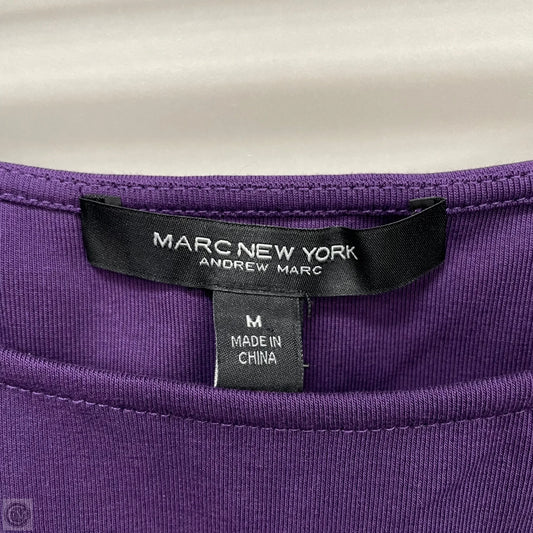 MARC NEW YORK
ANDREW MARC
M
MADE IN
CHINA